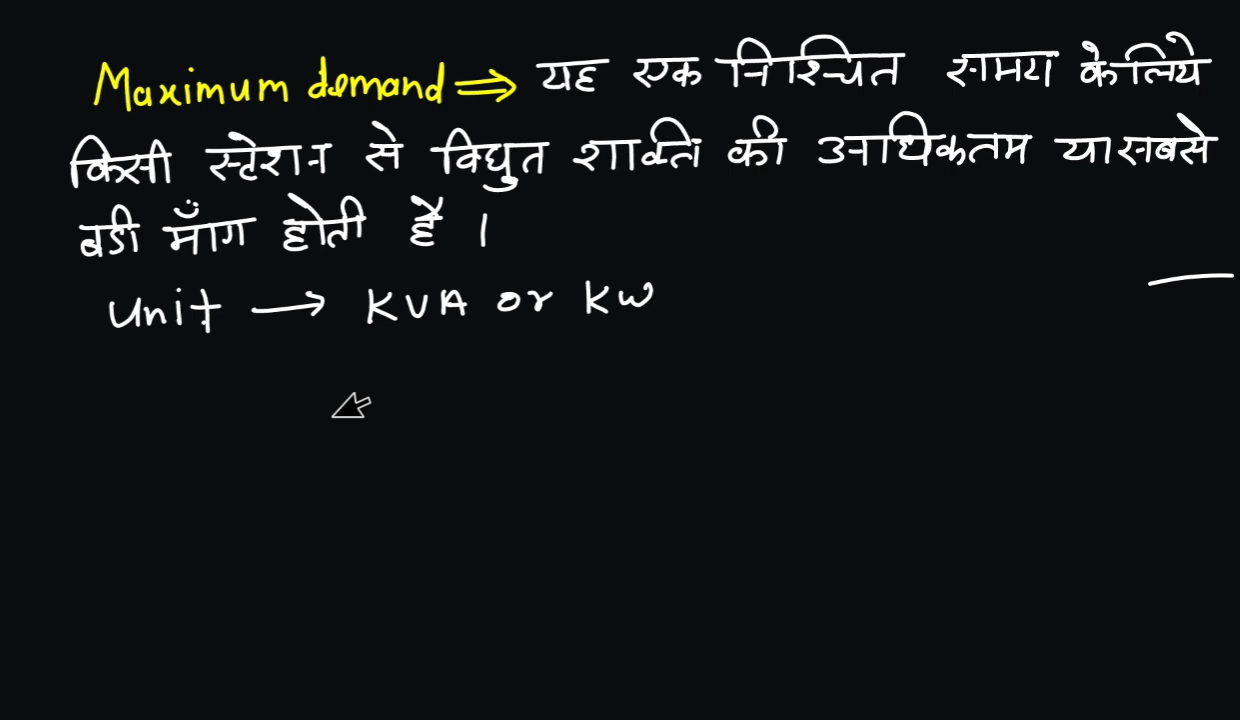 Maximum demand ⇒ यह एक निश्चित समय के लिये
किसी स्टेशन से विधुत शक्ति की अधिकतम या सबसे
बडी माँग होती है ।
Unit → KVA or kw